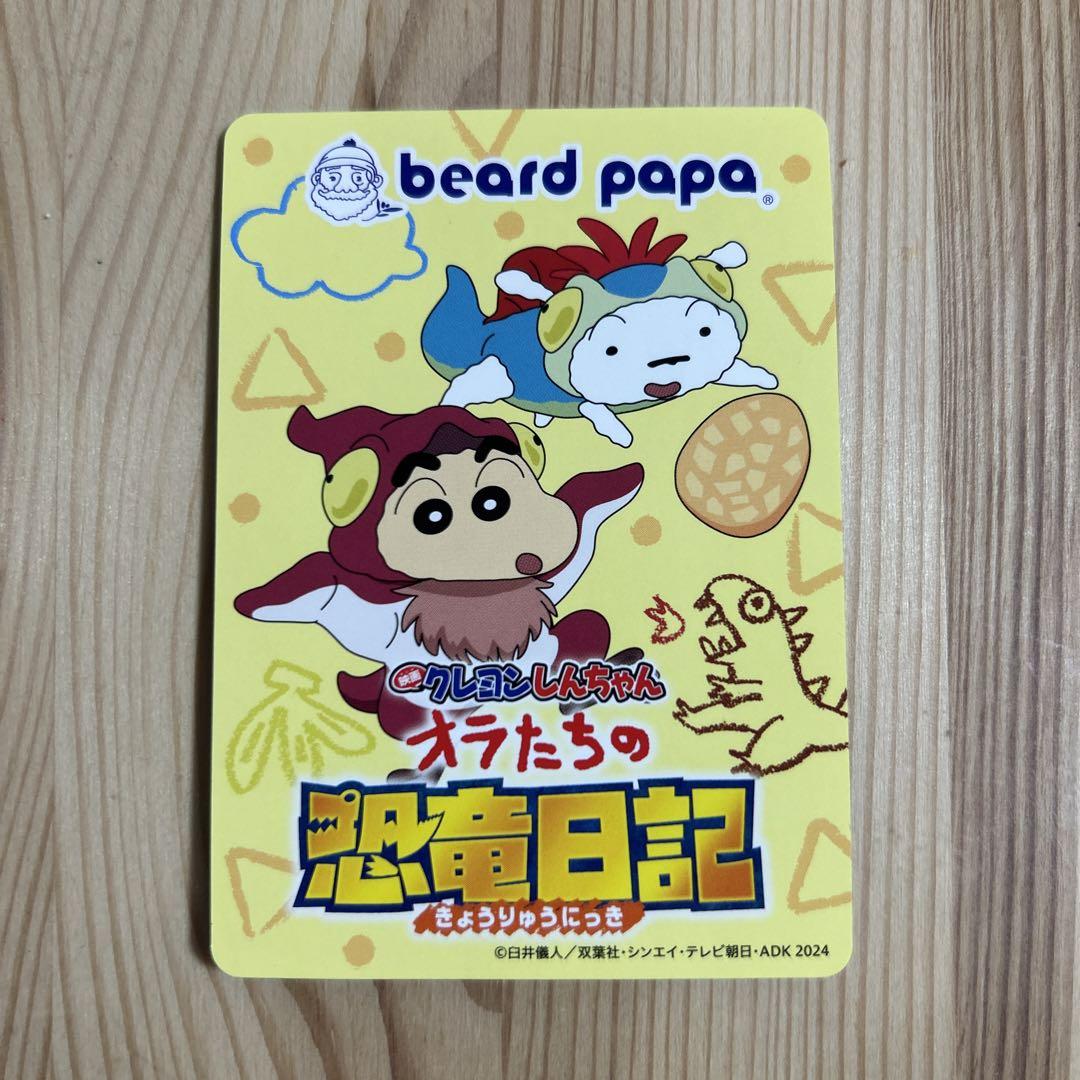 beard papa®
映画クレヨンしんちゃん
オラたちの
恐竜日記
きょうりゅうにっき
©臼井儀人／双葉社・シンエイ・テレビ朝日・ADK 2024